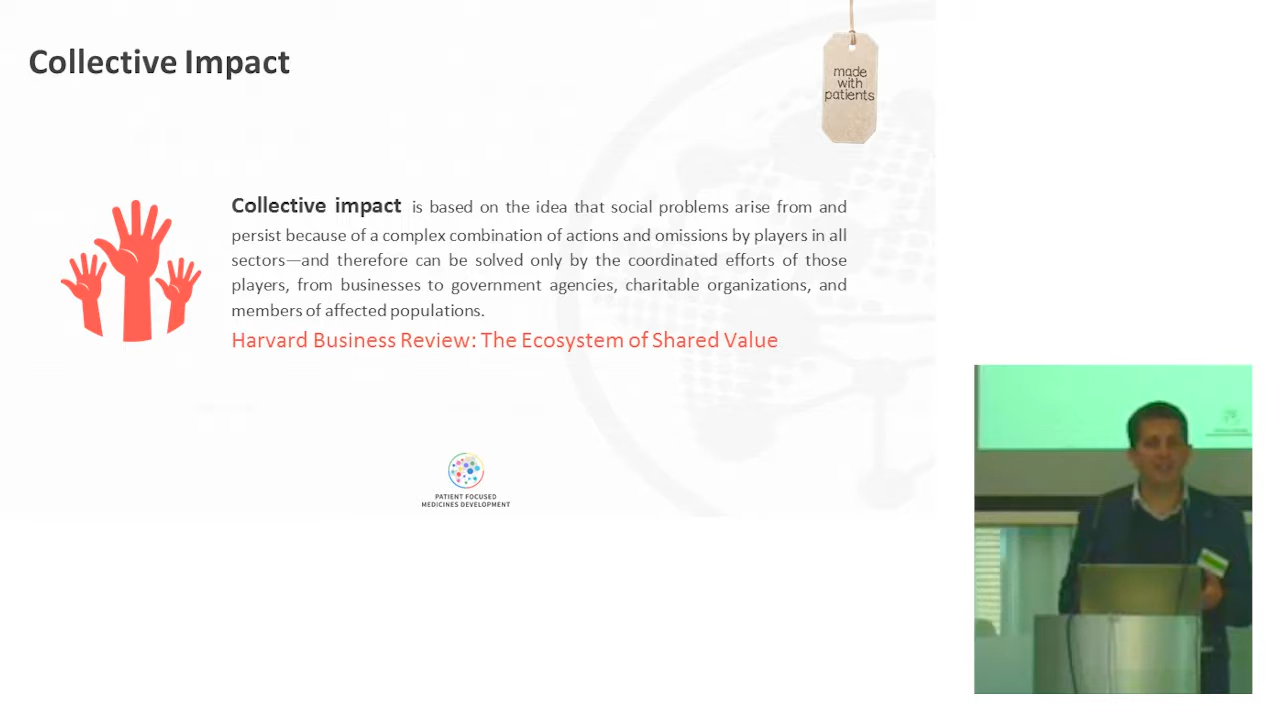 Collective Impact
made
with
patients
Collective impact is based on the idea that social problems arise from and
persist because of a complex combination of actions and omissions by players in all
sectors—and therefore can be solved only by the coordinated efforts of those
players, from businesses to government agencies, charitable organizations, and
members of affected populations.
Harvard Business Review: The Ecosystem of Shared Value
PATIENT FOCUSED
MEDICINES DEVELOPMENT